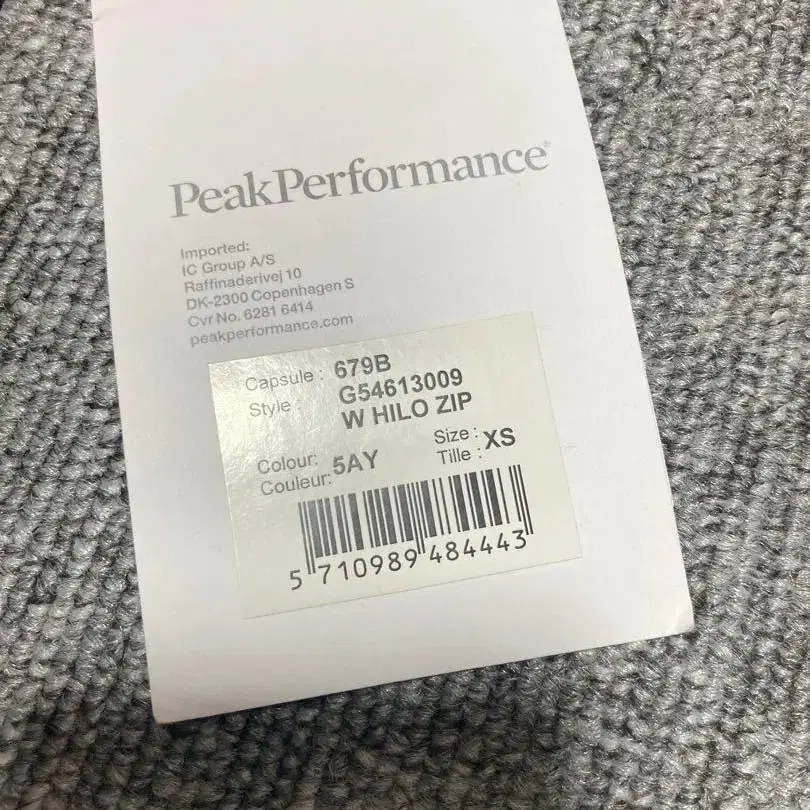 PeakPerformance®
Imported:
IC Group A/S
Raffinaderivej 10
DK-2300 Copenhagen S
Cvr No. 6281 6414
peakperformance.com
Capsule : 679B
Style : G54613009
W HILO ZIP
Colour: 5AY Size : XS
Couleur: Tille :
5 710989 484443